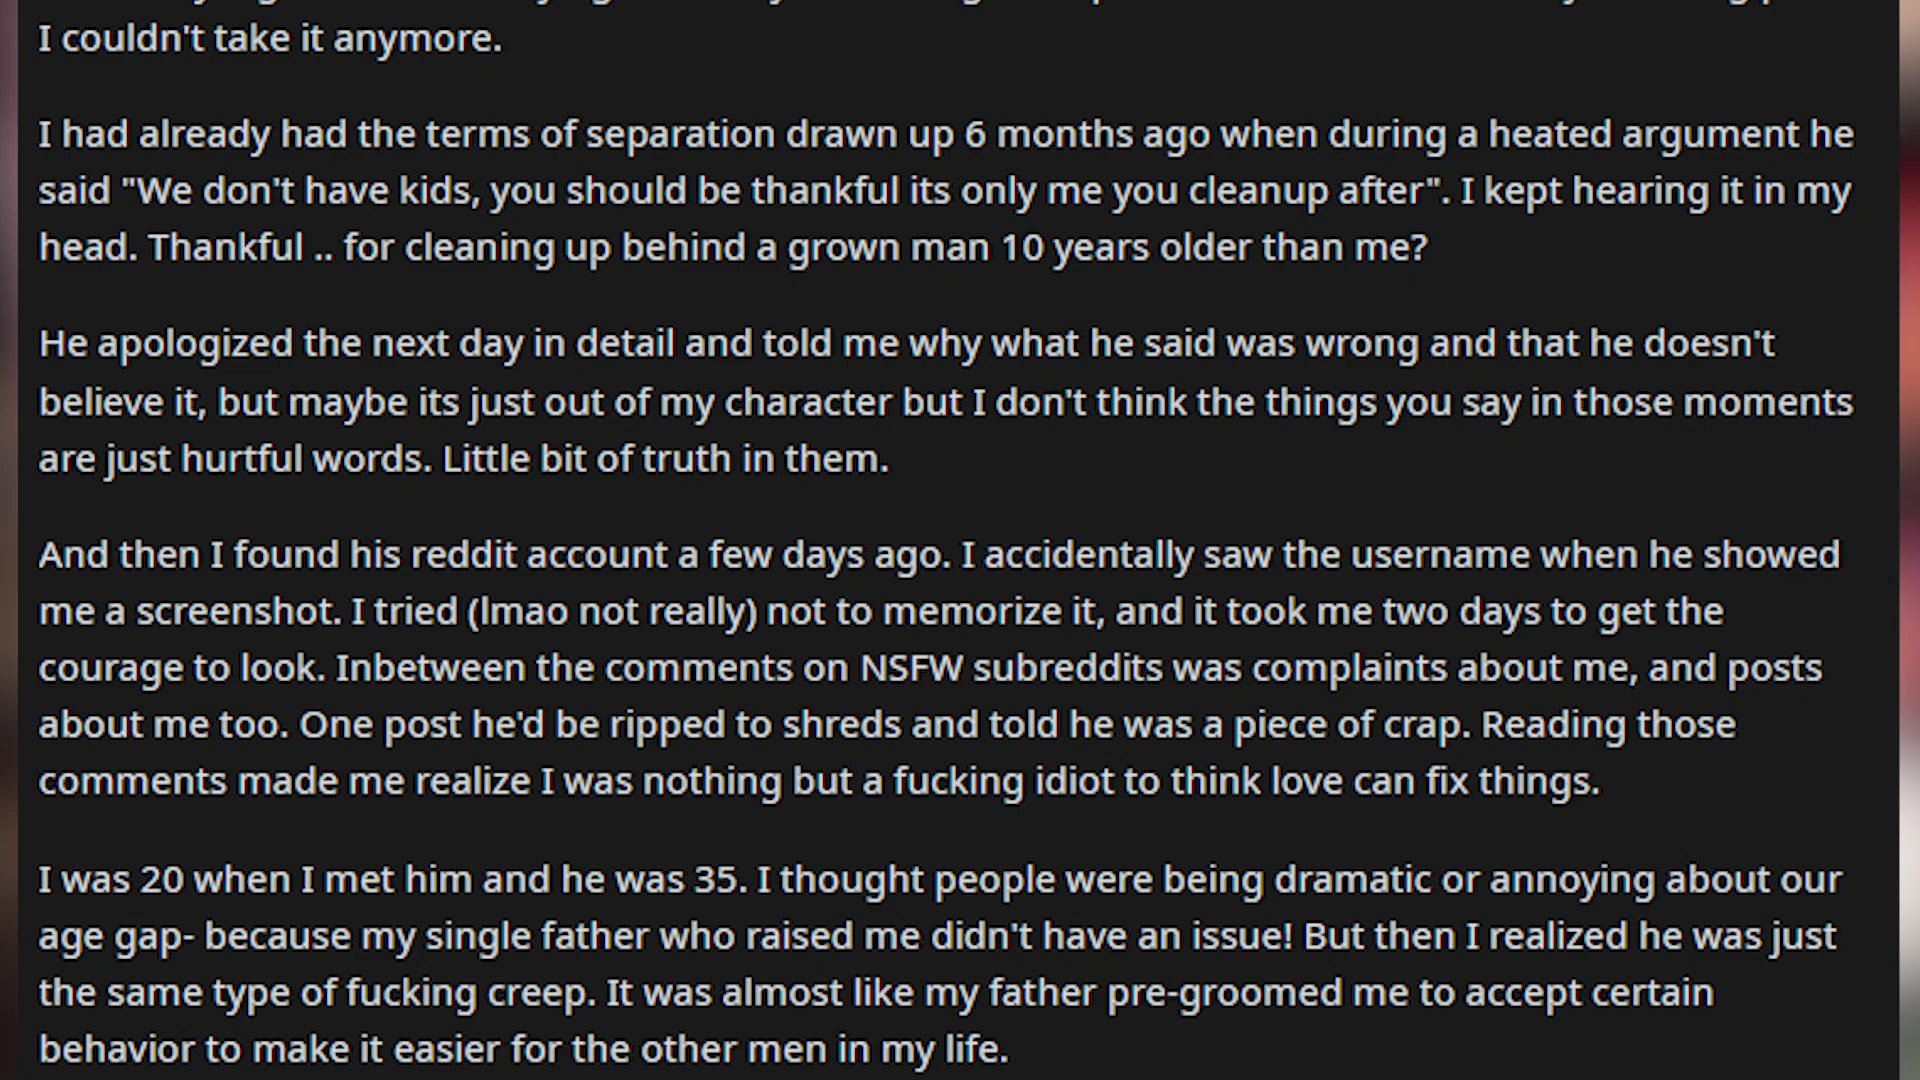 I couldn't take it anymore.
I had already had the terms of separation drawn up 6 months ago when during a heated argument he
said "We don't have kids, you should be thankful its only me you cleanup after". I kept hearing it in my
head. Thankful .. for cleaning up behind a grown man 10 years older than me?
He apologized the next day in detail and told me why what he said was wrong and that he doesn't
believe it, but maybe its just out of my character but I don't think the things you say in those moments
are just hurtful words. Little bit of truth in them.
And then I found his reddit account a few days ago. I accidentally saw the username when he showed
me a screenshot. I tried (lmao not really) not to memorize it, and it took me two days to get the
courage to look. Inbetween the comments on NSFW subreddits was complaints about me, and posts
about me too. One post he'd be ripped to shreds and told he was a piece of crap. Reading those
comments made me realize I was nothing but a fucking idiot to think love can fix things.
I was 20 when I met him and he was 35. I thought people were being dramatic or annoying about our
age gap- because my single father who raised me didn't have an issue! But then I realized he was just
the same type of fucking creep. It was almost like my father pre-groomed me to accept certain
behavior to make it easier for the other men in my life.